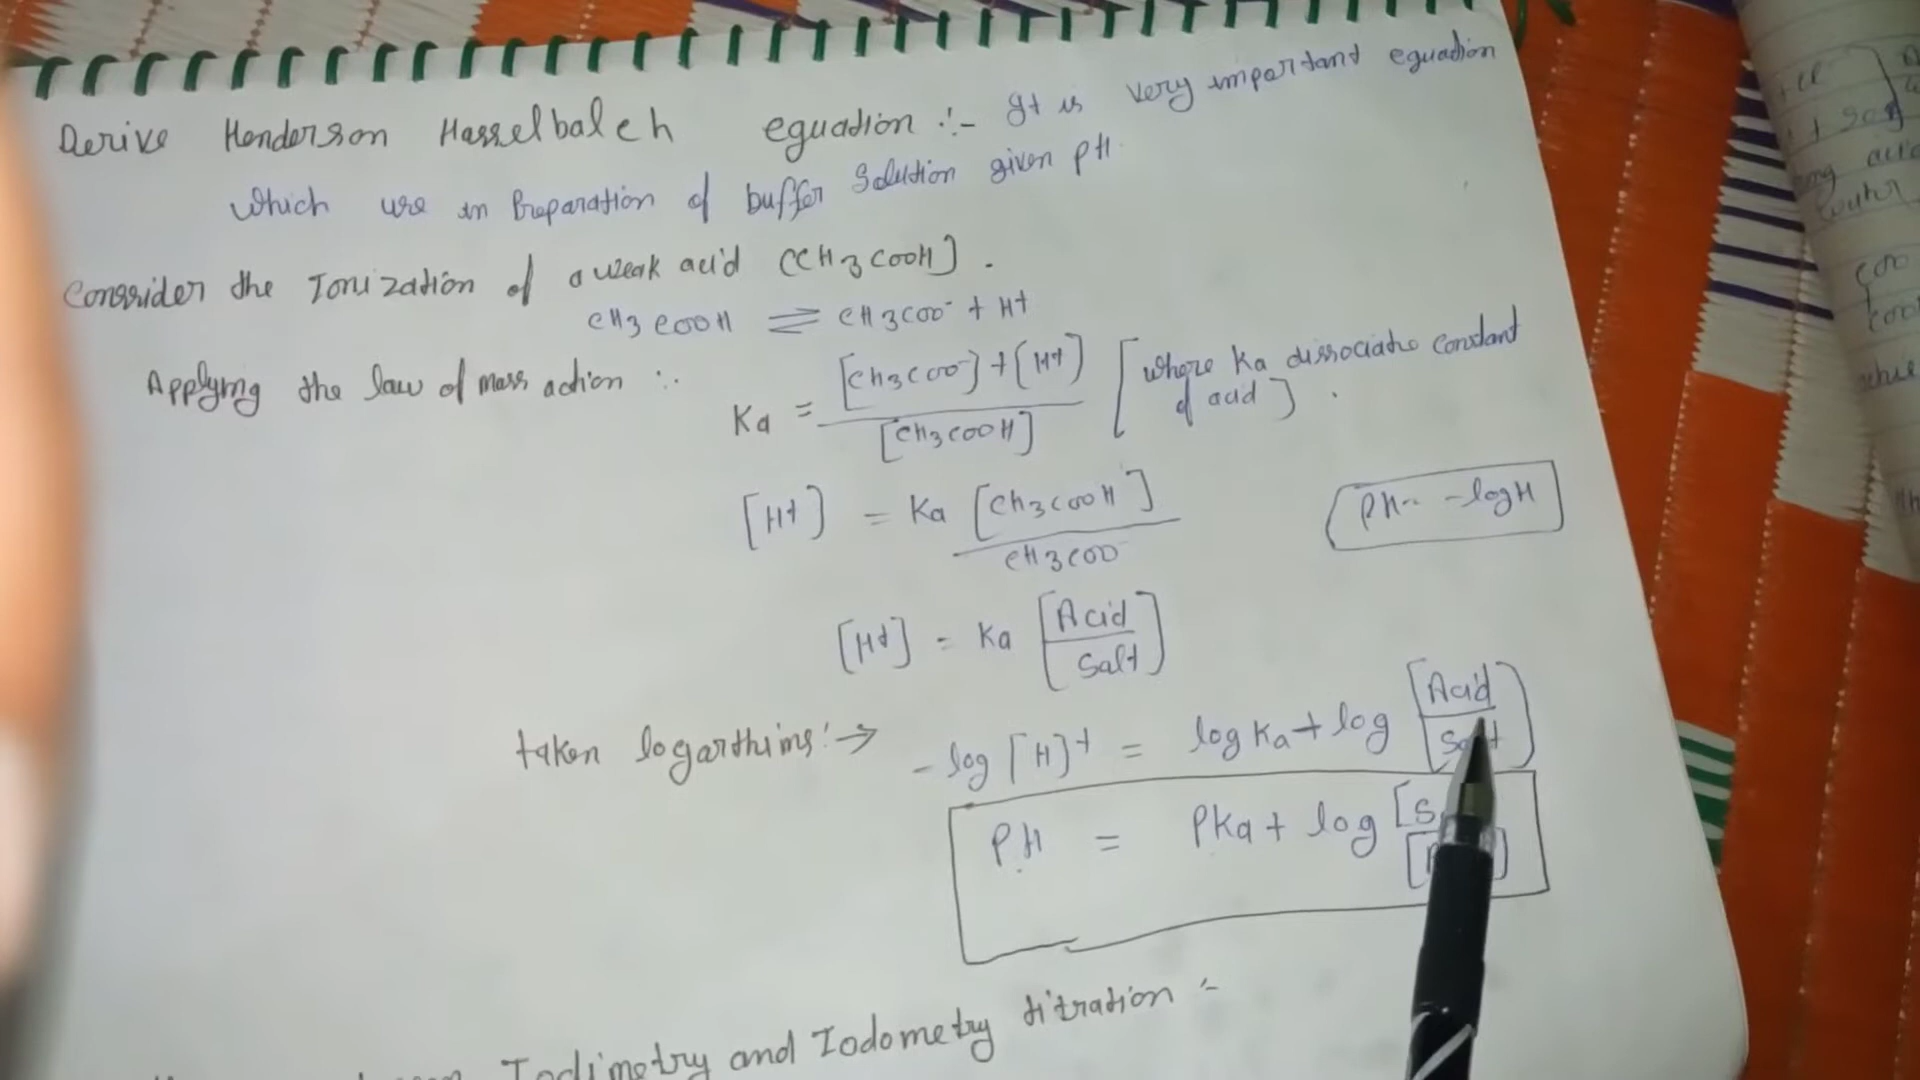 Derive Henderson Hasselbalch equation :- It is very important equation
which use in Preparation of buffer Solution given pH.
Conssider the Ionization of a weak acid (CH3COOH].
CH3COOH ⇌ CH3COO- + H+
Applying the law of mass action :.
Ka = [CH3COO-] + [H+] / [CH3COOH] [where Ka dissociatio constant of acid].
[H+] = Ka [CH3COOH] / CH3COO-
PH = -logH
[H+] = Ka [Acid / Salt]
taken logarthims :→ - log [H]+ = log Ka + log [Acid / Salt]
PH = PKa + log
Iodimetry and Iodometry titration :-